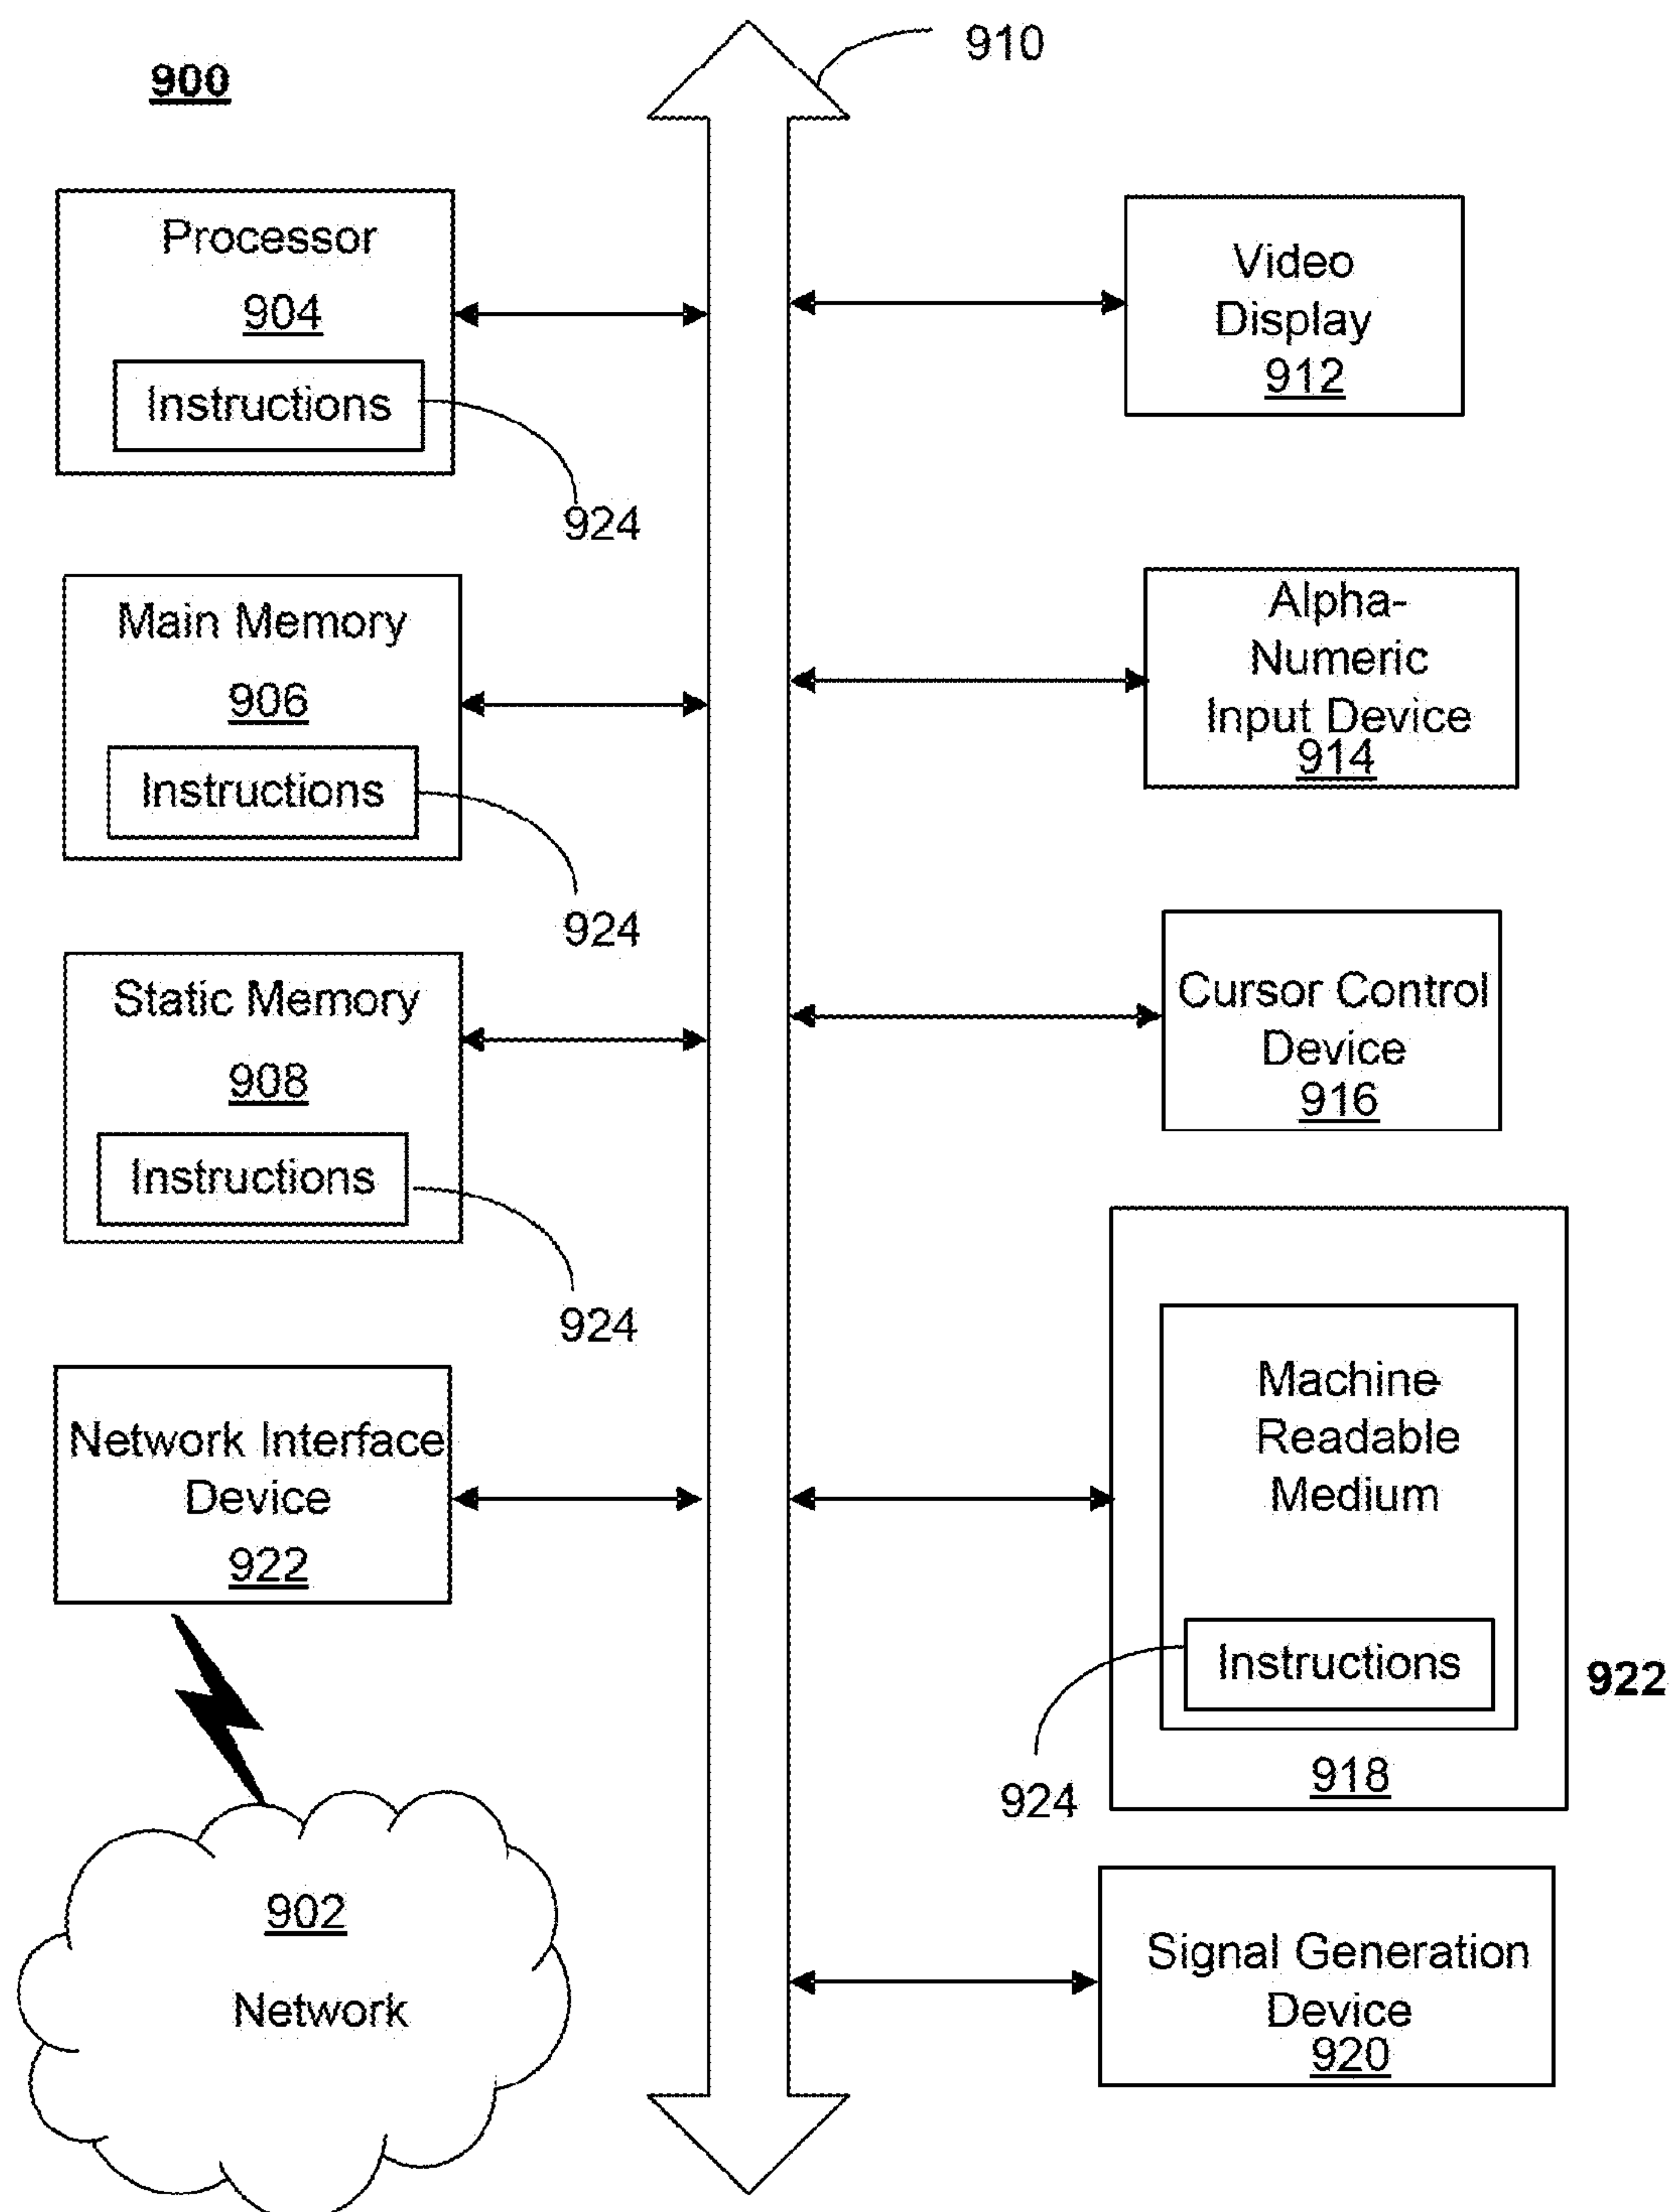 900
910
Processor
904
Instructions
924
Main Memory
906
Instructions
924
Static Memory
908
Instructions
924
Network Interface
Device
922
902
Network
Video
Display
912
Alpha-
Numeric
Input Device
914
Cursor Control
Device
916
Machine
Readable
Medium
Instructions
922
918
924
Signal Generation
Device
920